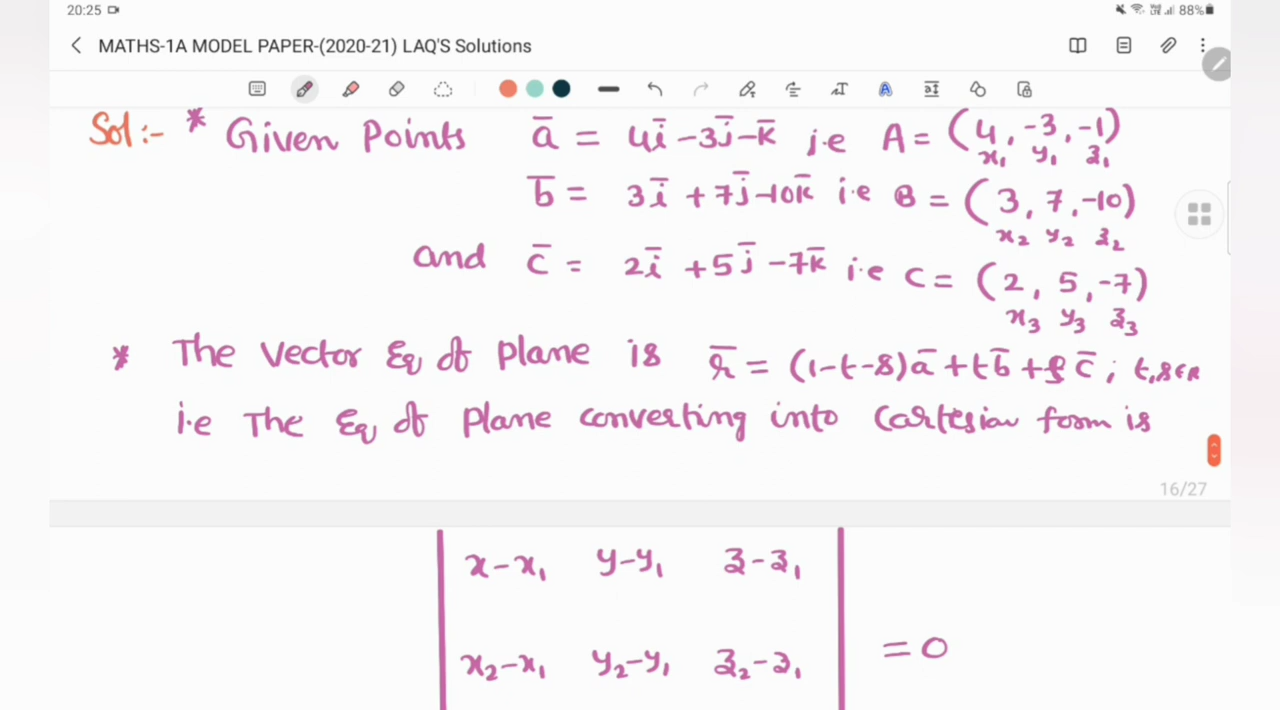 20:25 88%
MATHS-1A MODEL PAPER-(2020-21) LAQ'S Solutions
Sol:- * Given Points a̅ = 4i̅ -3j̅ -k̅ i.e A = (4, -3, -1)
x₁ y₁ z₁
b̅ = 3i̅ +7j̅ -10k̅ i.e B = (3, 7, -10)
x₂ y₂ z₂
and c̅ = 2i̅ +5j̅ -7k̅ i.e C = (2, 5, -7)
x₃ y₃ z₃
* The Vector Eq of plane is r̅ = (1-t-s)a̅ + tb̅ + sc̅ ; t,s∈R
i.e The Eq of plane converting into Cartesian form is
16/27
x-x₁ y-y₁ z-z₁
x₂-x₁ y₂-y₁ z₂-z₁ = 0